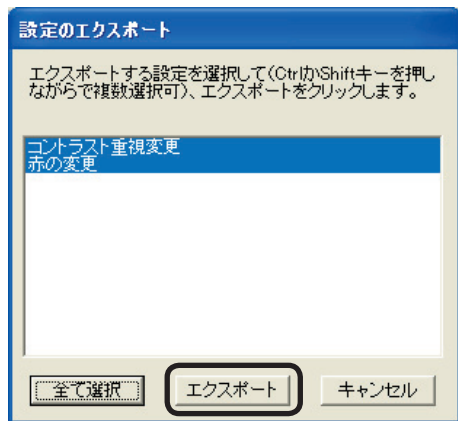 設定のエクスポート
エクスポートする設定を選択して(CtrlかShiftキーを押し
ながらで複数選択可)、エクスポートをクリックします。
コントラスト重視変更
赤の変更
全て選択 エクスポート キャンセル